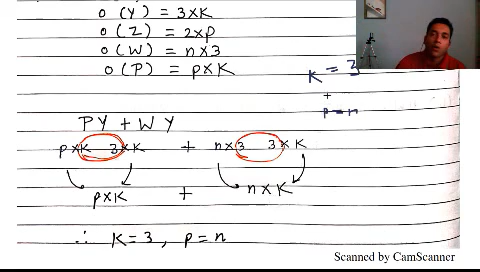 O (Y) = 3xK
O (Z) = 2xp
O (W) = nx3
O (P) = pxK
K = 3
+
p=n
PY + WY
pxK 3xK + nx3 3xK
pxK + nxK
∴ K=3, p=n
Scanned by CamScanner